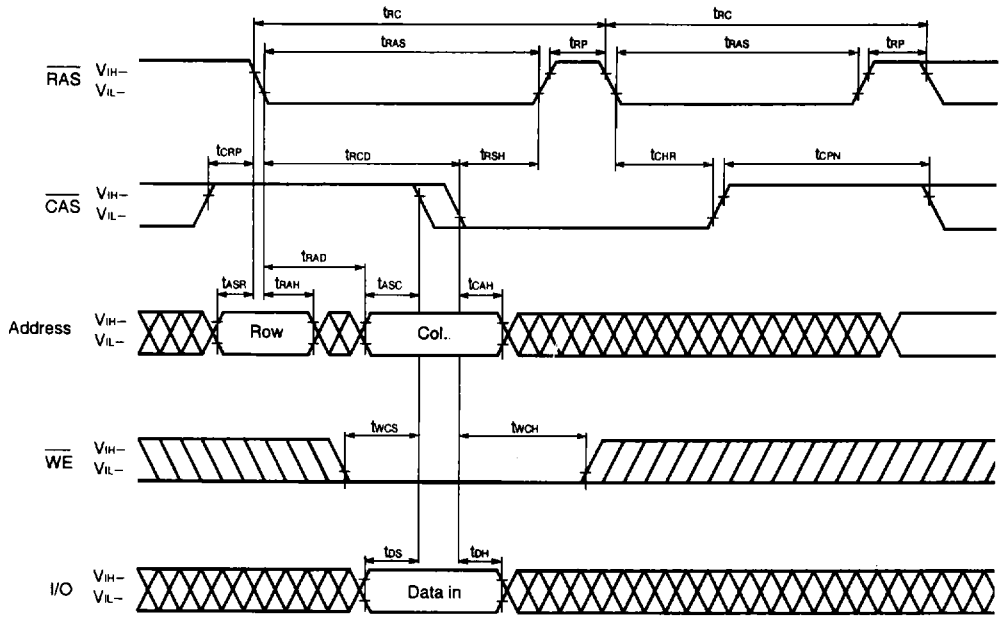 tRC tRC
tRAS tRP tRAS tRP
RAS VIH–
VIL–
tCRP tRCD tRSH tCHR tCPN
CAS VIH–
VIL–
tRAD
tASR tRAH tASC tCAH
Address VIH–
VIL–
Row Col..
tWCS tWCH
WE VIH–
VIL–
tDS tDH
I/O VIH–
VIL–
Data in